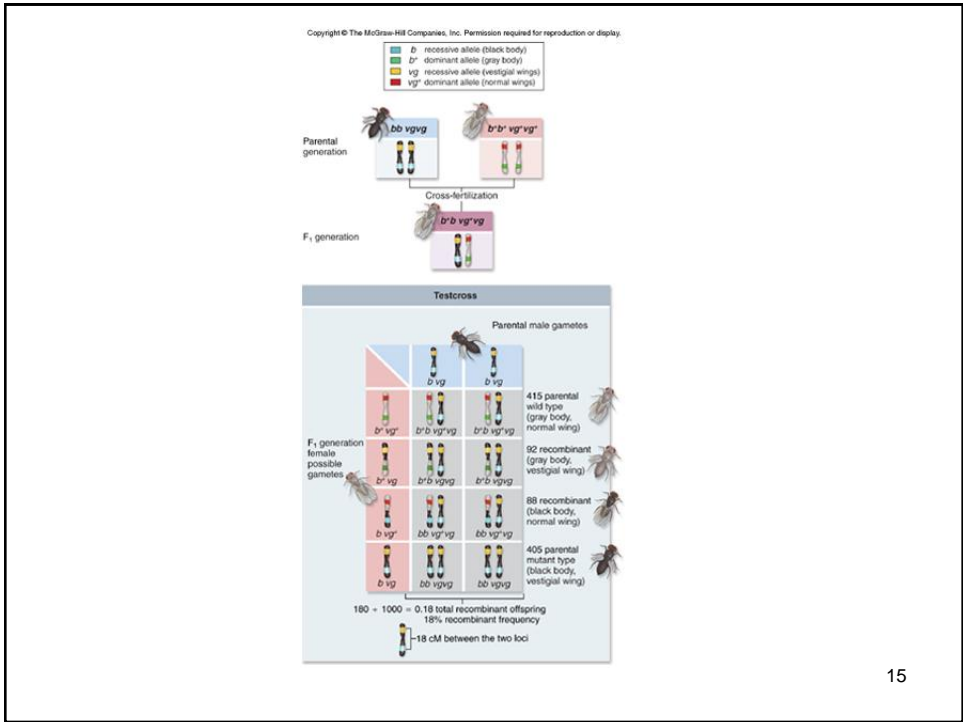 Copyright © The McGraw-Hill Companies, Inc. Permission required for reproduction or display.
b recessive allele (black body)
b⁺ dominant allele (gray body)
vg recessive allele (vestigial wings)
vg⁺ dominant allele (normal wings)
Parental
generation
bb vgvg
b⁺b⁺ vg⁺vg⁺
Cross-fertilization
F₁ generation
b⁺b vg⁺vg
Testcross
Parental male gametes
b vg
b vg
F₁ generation
female
possible
gametes
b⁺ vg⁺
b⁺b vg⁺vg
b⁺b vg⁺vg
415 parental
wild type
(gray body,
normal wing)
b⁺ vg
b⁺b vgvg
b⁺b vgvg
92 recombinant
(gray body,
vestigial wing)
b vg⁺
bb vg⁺vg
bb vg⁺vg
88 recombinant
(black body,
normal wing)
b vg
bb vgvg
bb vgvg
405 parental
mutant type
(black body,
vestigial wing)
180 ÷ 1000 = 0.18 total recombinant offspring
18% recombinant frequency
18 cM between the two loci
15